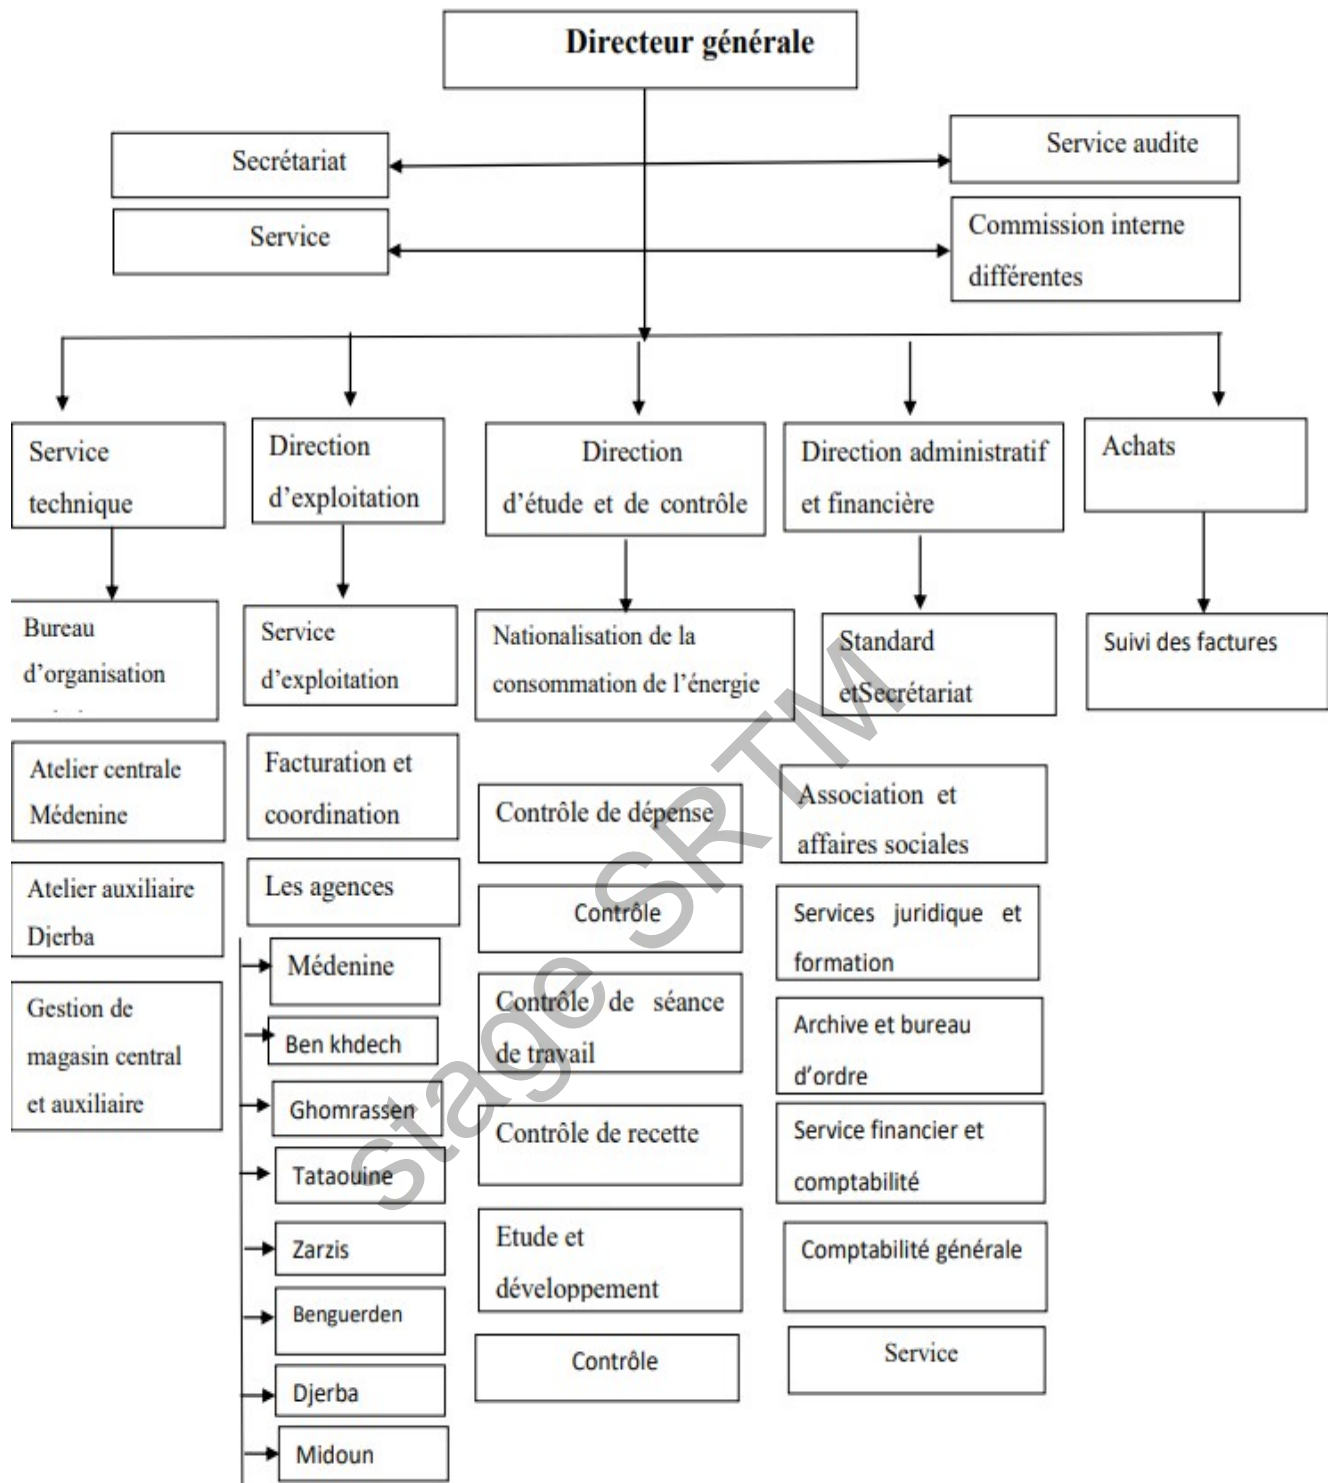 Directeur générale
Secrétariat
Service audite
Service
Commission interne
différentes
Service
technique
Direction
d’exploitation
Direction
d’étude et de contrôle
Direction administratif
et financière
Achats
Bureau
d’organisation
Service
d’exploitation
Nationalisation de la
consommation de l’énergie
Standard
etSecrétariat
Suivi des factures
Atelier centrale
Médenine
Atelier auxiliaire
Djerba
Gestion de
magasin central
et auxiliaire
Facturation et
coordination
Les agences
Médenine
Ben khdech
Ghomrassen
Tataouine
Zarzis
Benguerden
Djerba
Midoun
Contrôle de dépense
Contrôle
Contrôle de séance
de travail
Contrôle de recette
Etude et
développement
Contrôle
Association et
affaires sociales
Services juridique et
formation
Archive et bureau
d’ordre
Service financier et
comptabilité
Comptabilité générale
Service
stage SRTM